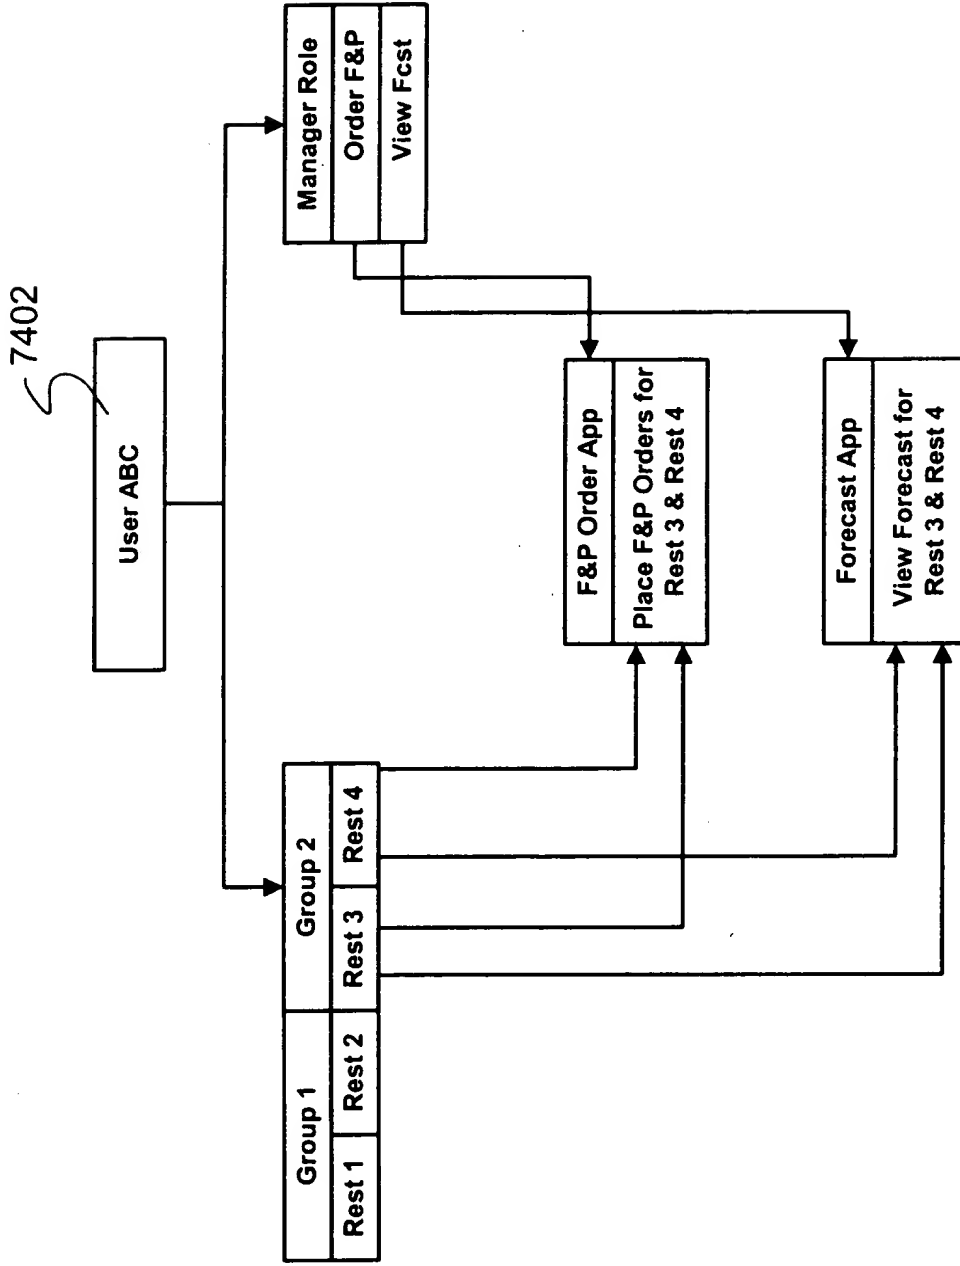 7402
User ABC
Group 1
Group 2
Rest 1
Rest 2
Rest 3
Rest 4
Manager Role
Order F&P
View Fcst
F&P Order App
Place F&P Orders for
Rest 3 & Rest 4
Forecast App
View Forecast for
Rest 3 & Rest 4